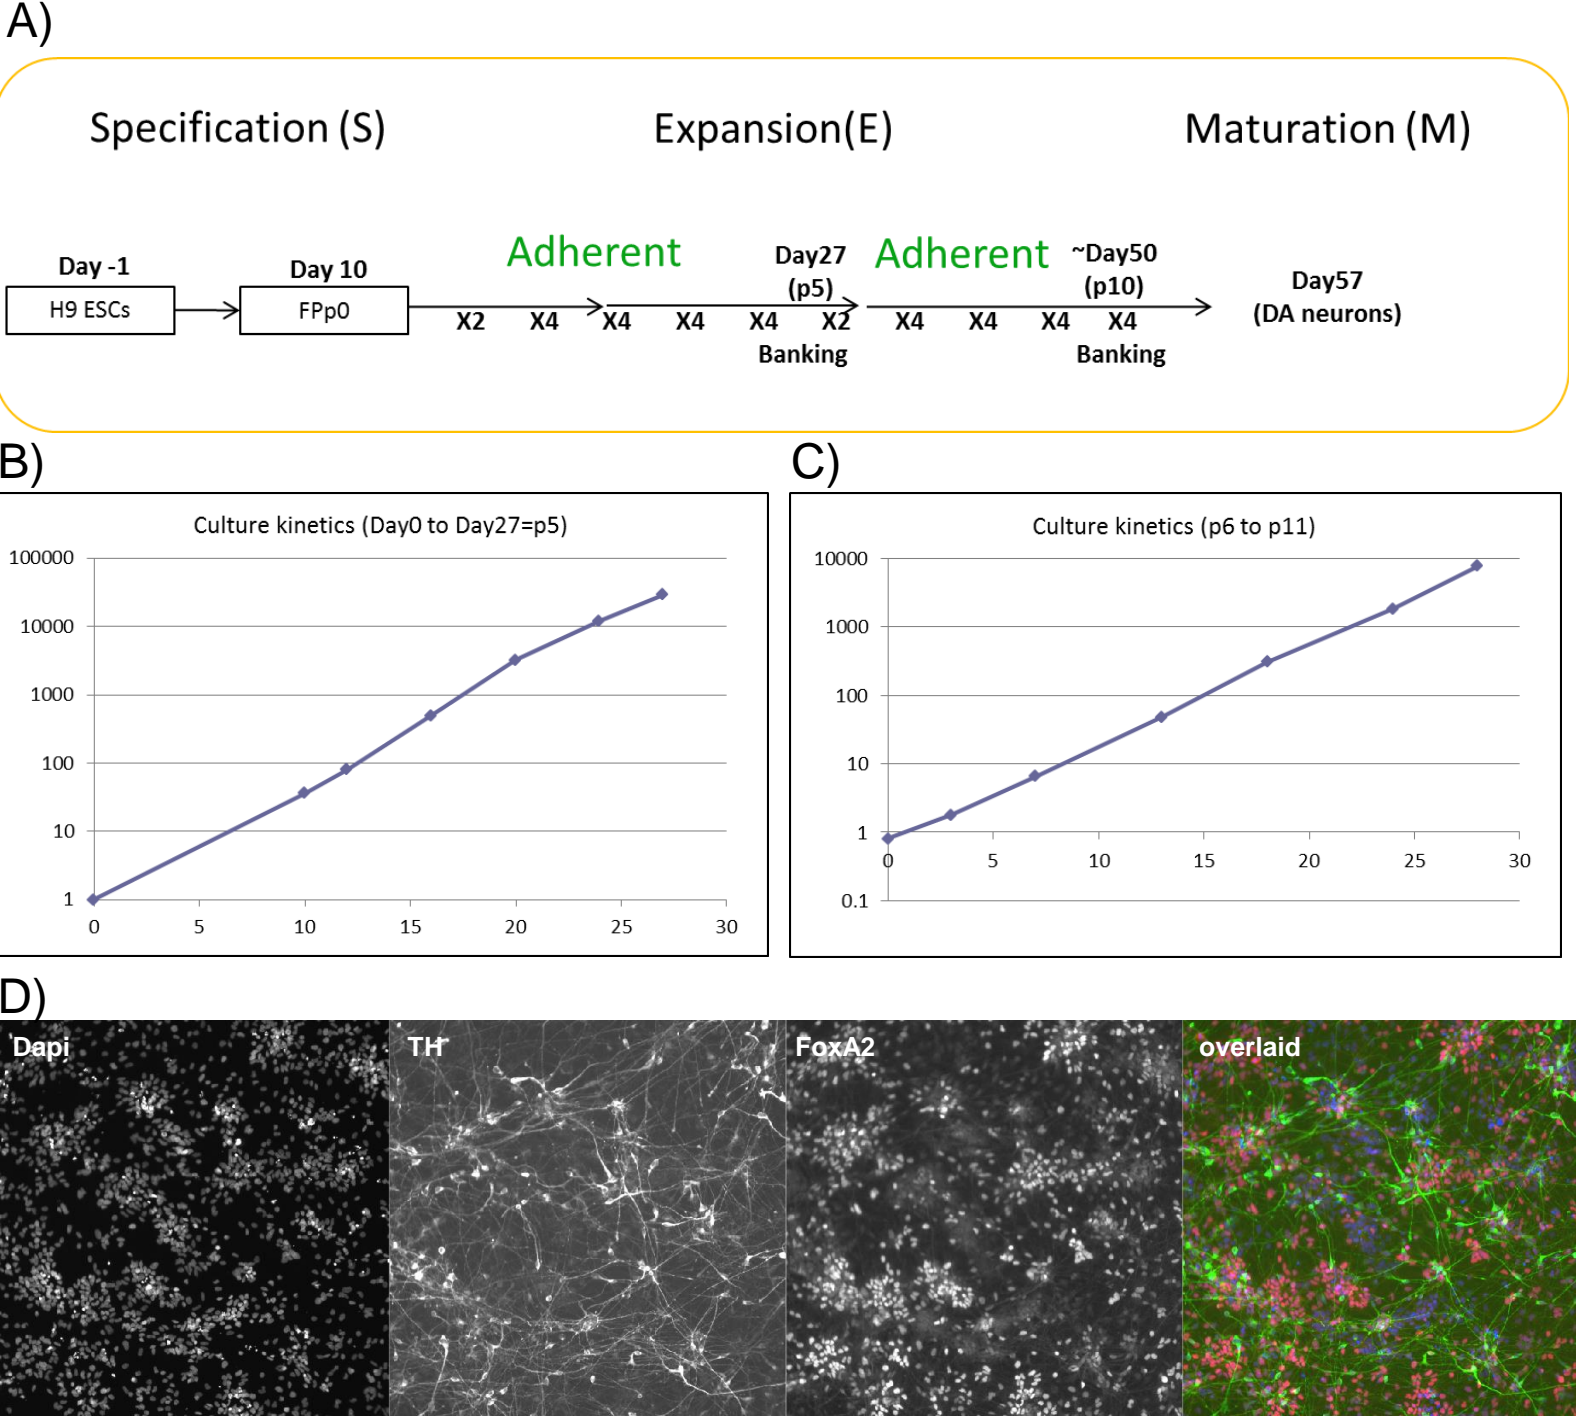 A)
Specification (S) Expansion(E) Maturation (M)
Day -1
H9 ESCs
Day 10
FPp0
Adherent
Day27
(p5)
Adherent
~Day50
(p10)
Day57
(DA neurons)
X2 X4 X4 X4 X4 X2 X4 X4 X4 X4
Banking Banking
B)
Culture kinetics (Day0 to Day27=p5)
100000
10000
1000
100
10
1
0 5 10 15 20 25 30
C)
Culture kinetics (p6 to p11)
10000
1000
100
10
1
0 5 10 15 20 25 30
0.1
D)
Dapi TH FoxA2 overlaid